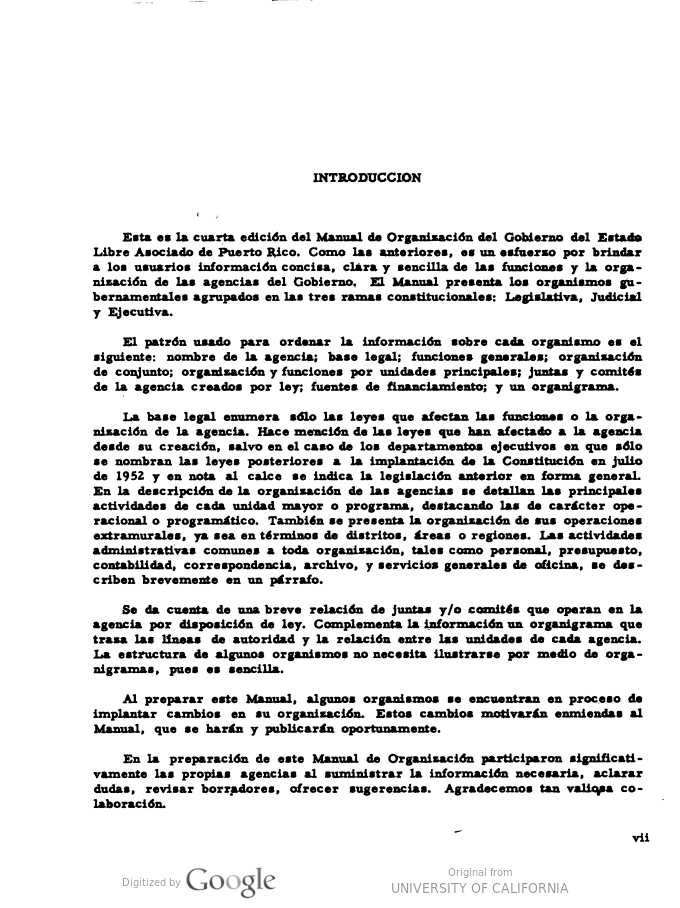 INTRODUCCION
Esta es la cuarta edición del Manual de Organización del Gobierno del Estado
Libre Asociado de Puerto Rico. Como las anteriores, es un esfuerzo por brindar
a los usuarios información concisa, clara y sencilla de las funciones y la orga-
nización de las agencias del Gobierno. El Manual presenta los organismos gu-
bernamentales agrupados en las tres ramas constitucionales: Legislativa, Judicial
y Ejecutiva.
El patrón usado para ordenar la información sobre cada organismo es el
siguiente: nombre de la agencia; base legal; funciones generales; organización
de conjunto; organización y funciones por unidades principales; juntas y comités
de la agencia creados por ley; fuentes de financiamiento; y un organigrama.
La base legal enumera sólo las leyes que afectan las funciones o la orga-
nización de la agencia. Hace mención de las leyes que han afectado a la agencia
desde su creación, salvo en el caso de los departamentos ejecutivos en que sólo
se nombran las leyes posteriores a la implantación de la Constitución en julio
de 1952 y en nota al calce se indica la legislación anterior en forma general.
En la descripción de la organización de las agencias se detallan las principales
actividades de cada unidad mayor o programa, destacando las de carácter ope-
racional o programático. También se presenta la organización de sus operaciones
extramurales, ya sea en términos de distritos, áreas o regiones. Las actividades
administrativas comunes a toda organización, tales como personal, presupuesto,
contabilidad, correspondencia, archivo, y servicios generales de oficina, se des-
criben brevemente en un párrafo.
Se da cuenta de una breve relación de juntas y/o comités que operan en la
agencia por disposición de ley. Complementa la información un organigrama que
traza las líneas de autoridad y la relación entre las unidades de cada agencia.
La estructura de algunos organismos no necesita ilustrarse por medio de orga-
nigramas, pues es sencilla.
Al preparar este Manual, algunos organismos se encuentran en proceso de
implantar cambios en su organización. Estos cambios motivarán enmiendas al
Manual, que se harán y publicarán oportunamente.
En la preparación de este Manual de Organización participaron significati-
vamente las propias agencias al suministrar la información necesaria, aclarar
dudas, revisar borradores, ofrecer sugerencias. Agradecemos tan valiosa co-
laboración.
vii
Digitized by Google
Original from
UNIVERSITY OF CALIFORNIA